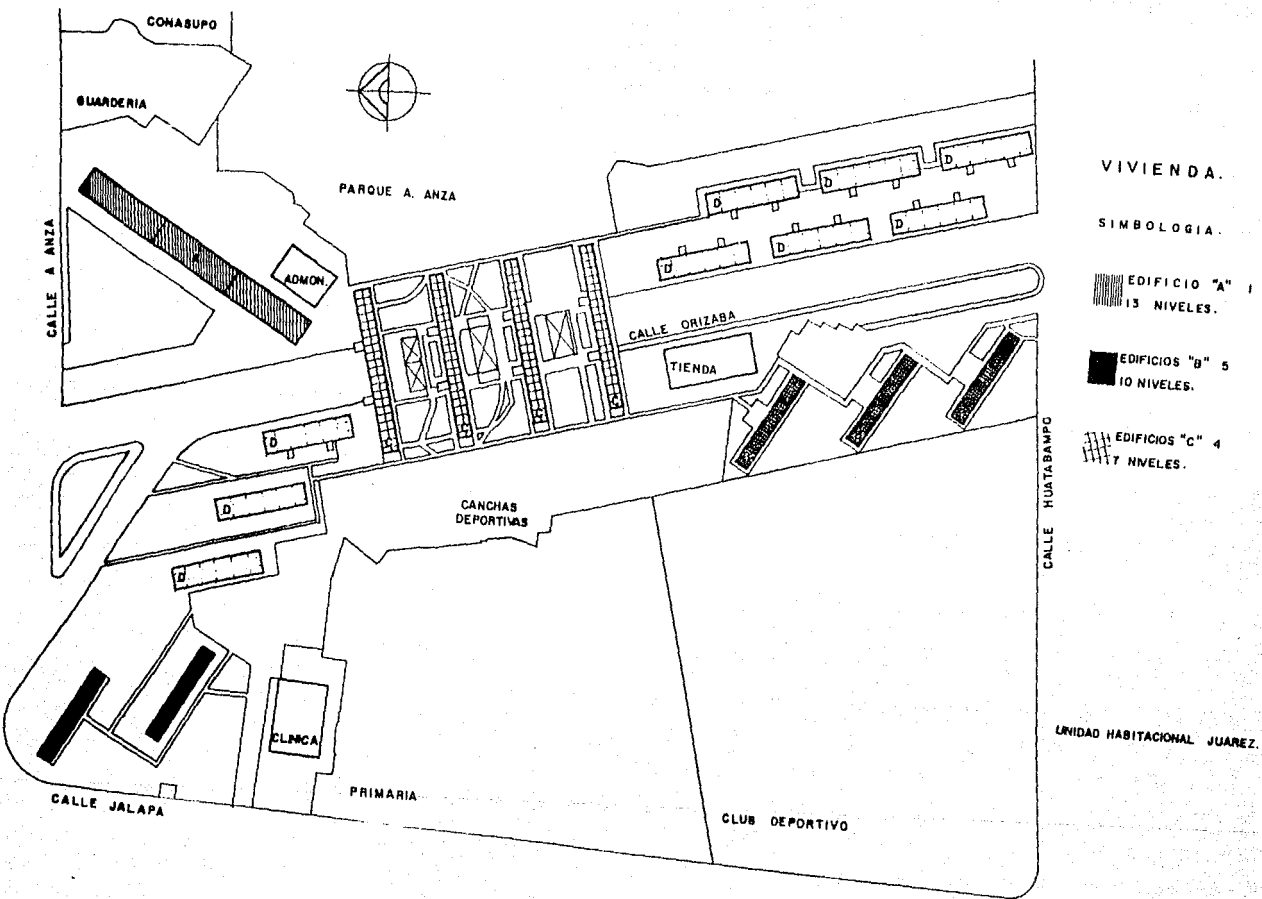 CONASUPO
GUARDERIA
PARQUE A. ANZA
CALLE A ANZA
ADMON.
D
D
D
D
D
D
CALLE ORIZABA
TIENDA
D
D
D
C
C
C
C
CANCHAS
DEPORTIVAS
CLINICA
PRIMARIA
CALLE JALAPA
CLUB DEPORTIVO
CALLE HUATABAMPO
VIVIENDA.
SIMBOLOGIA.
EDIFICIO "A" 1
13 NIVELES.
EDIFICIOS "B" 5
10 NIVELES.
EDIFICIOS "C" 4
7 NIVELES.
UNIDAD HABITACIONAL JUAREZ.